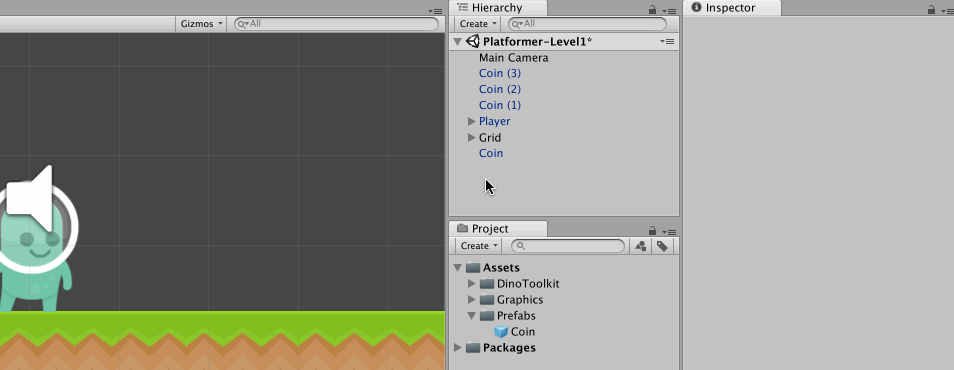 Gizmos
All
Hierarchy
Create
All
Platformer-Level1*
Main Camera
Coin (3)
Coin (2)
Coin (1)
Player
Grid
Coin
Project
Create
Assets
DinoToolkit
Graphics
Prefabs
Coin
Packages
Inspector